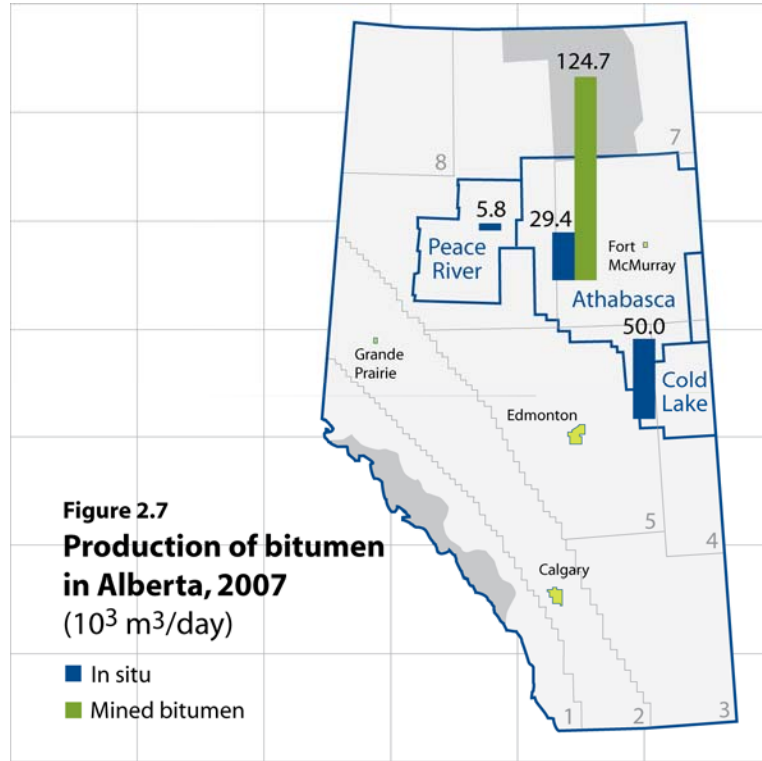 124.7
7
8
5.8
29.4
Peace
River
Fort
McMurray
Athabasca
50.0
Grande
Prairie
Cold
Lake
Edmonton
Figure 2.7
Production of bitumen
in Alberta, 2007
(10³ m³/day)
In situ
Mined bitumen
5
4
Calgary
1
2
3